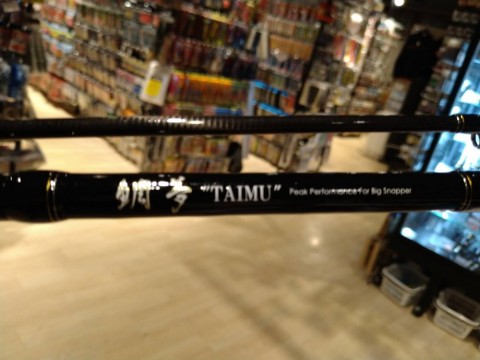 鯛夢 "TAIMU" Peak Performance For Big Snapper